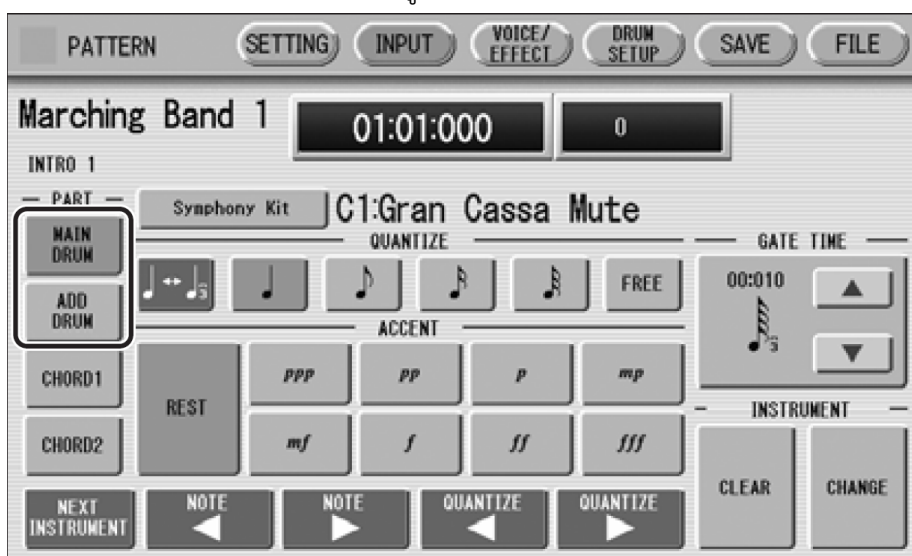 PATTERN SETTING INPUT VOICE/EFFECT DRUM SETUP SAVE FILE
Marching Band 1 01:01:000 0
INTRO 1
PART
Symphony Kit C1:Gran Cassa Mute
MAIN DRUM
QUANTIZE
GATE TIME
3 FREE
00:010
3
ADD DRUM
ACCENT
CHORD1
REST
ppp pp p mp
INSTRUMENT
CHORD2
mf f ff fff
CLEAR CHANGE
NEXT INSTRUMENT NOTE NOTE QUANTIZE QUANTIZE